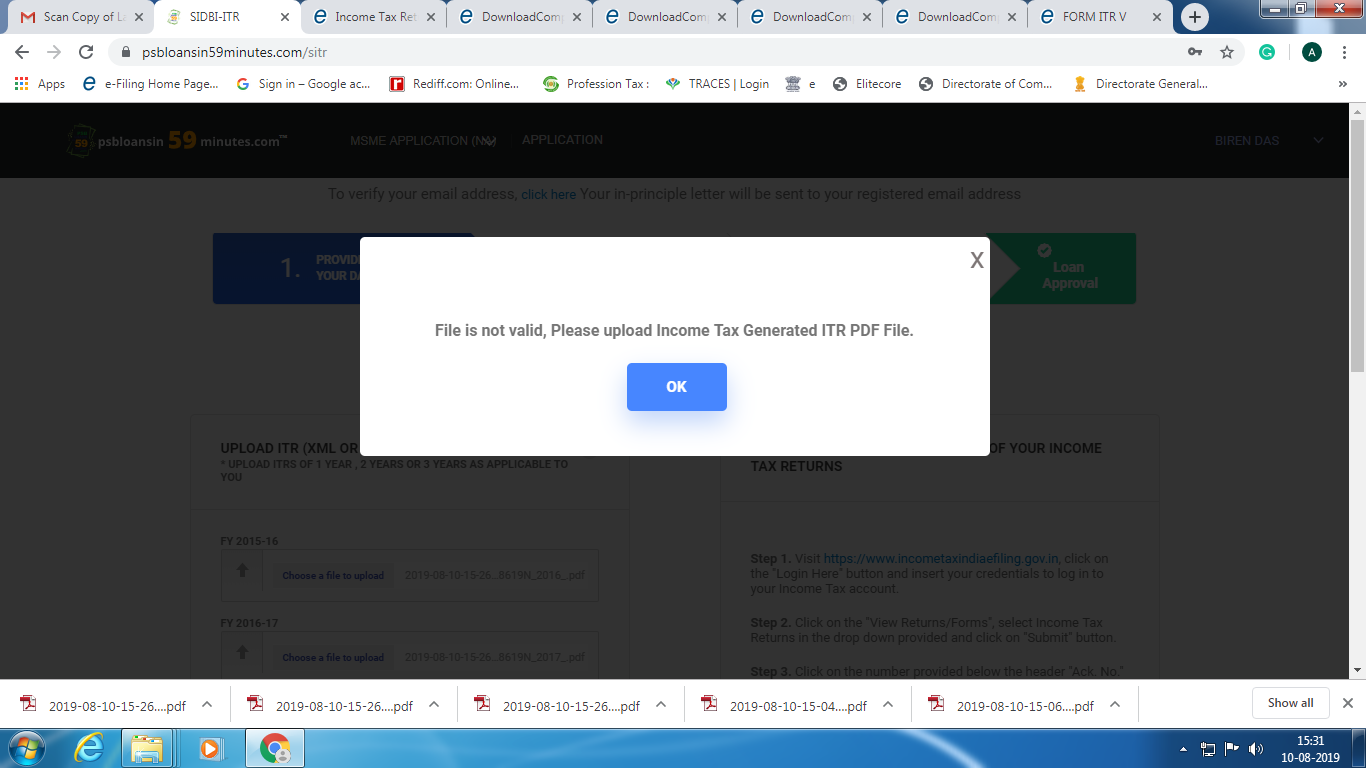 Scan Copy of La
SIDBI-ITR
Income Tax Ret
DownloadComp
DownloadComp
DownloadComp
DownloadComp
FORM ITR V
psbloansin59minutes.com/sitr
A
Apps
e-Filing Home Page...
Sign in – Google ac...
Rediff.com: Online...
Profession Tax :
TRACES | Login
e
Elitecore
Directorate of Com...
Directorate General...
»
59 psbloansin 59 minutes.com™
MSME APPLICATION
APPLICATION
BIREN DAS
To verify your email address, click here Your in-principle letter will be sent to your registered email address
1. PROVIDE
YOUR DA
Loan
Approval
X
File is not valid, Please upload Income Tax Generated ITR PDF File.
OK
UPLOAD ITR (XML OR
* UPLOAD ITRS OF 1 YEAR , 2 YEARS OR 3 YEARS AS APPLICABLE TO
YOU
FY 2015-16
Choose a file to upload
2019-08-10-15-26...8619N_2016_.pdf
FY 2016-17
Choose a file to upload
2019-08-10-15-26...8619N_2017_.pdf
OF YOUR INCOME
TAX RETURNS
Step 1. Visit https://www.incometaxindiaefiling.gov.in, click on
the "Login Here" button and insert your credentials to log in to
your Income Tax account.
Step 2. Click on the "View Returns/Forms", select Income Tax
Returns in the drop down provided and click on "Submit" button.
Step 3. Click on the number provided below the header "Ack. No."
2019-08-10-15-26....pdf
2019-08-10-15-26....pdf
2019-08-10-15-26....pdf
2019-08-10-15-04....pdf
2019-08-10-15-06....pdf
Show all
15:31
10-08-2019